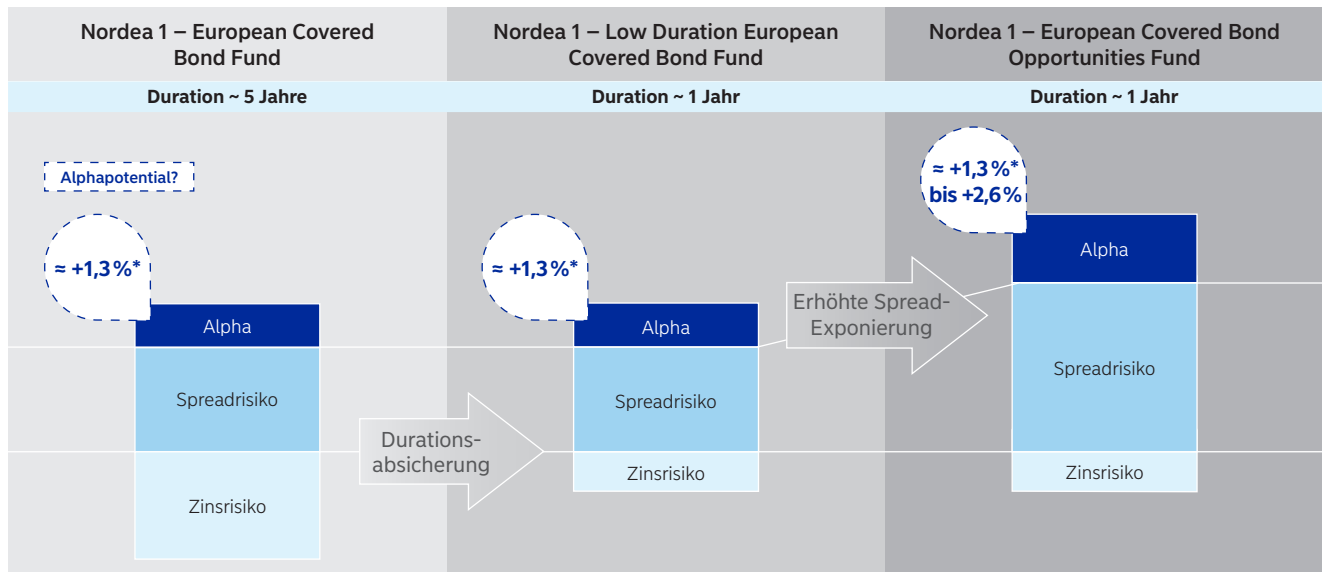 Nordea 1 – European Covered
Bond Fund
Duration ~ 5 Jahre
Alphapotential?
≈ +1,3 %*
Alpha
Spreadrisiko
Zinsrisiko
Durations-
absicherung
Nordea 1 – Low Duration European
Covered Bond Fund
Duration ~ 1 Jahr
≈ +1,3 %*
Alpha
Spreadrisiko
Zinsrisiko
Erhöhte Spread-
Exponierung
Nordea 1 – European Covered Bond
Opportunities Fund
Duration ~ 1 Jahr
≈ +1,3 %*
bis +2,6 %
Alpha
Spreadrisiko
Zinsrisiko